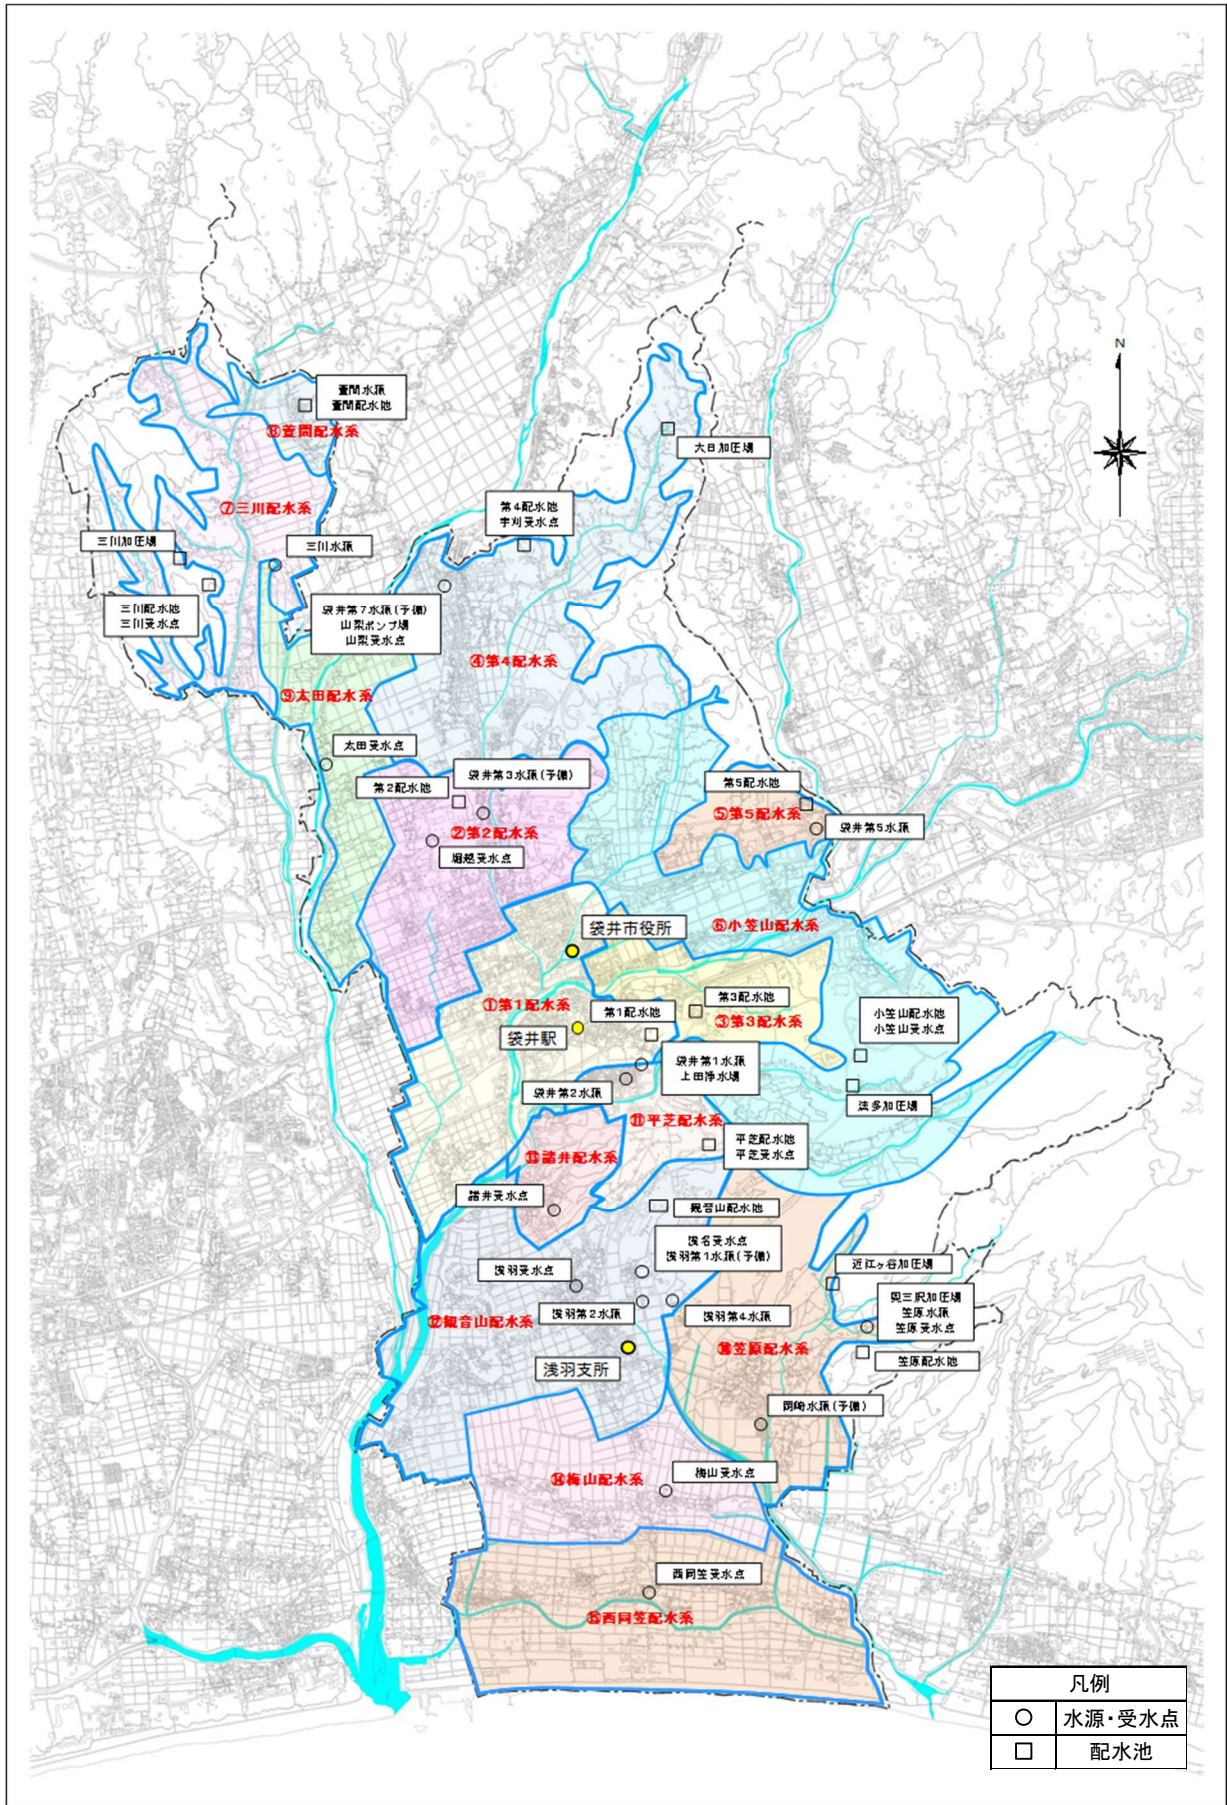 N
萱間水源
萱間配水池
⑧萱間配水系
大日加圧場
⑦三川配水系
第4配水池
宇刈受水点
三川加圧場
三川水源
三川配水池
三川受水点
袋井第7水源(予備)
山梨ポンプ場
山梨受水点
④第4配水系
⑨太田配水系
太田受水点
第2配水池
袋井第3水源(予備)
②第2配水系
堀越受水点
第5配水池
⑤第5配水系
袋井第5水源
袋井市役所
⑥小笠山配水系
①第1配水系
第1配水池
第3配水池
③第3配水系
小笠山配水池
小笠山受水点
袋井駅
袋井第1水源
上田浄水場
袋井第2水源
法多加圧場
⑪平芝配水系
平芝配水池
平芝受水点
⑬諸井配水系
諸井受水点
観音山配水池
浅名受水点
浅羽第1水源(予備)
浅羽受水点
近江ヶ谷加圧場
浅羽第2水源
浅羽第4水源
奥三沢加圧場
笠原水源
笠原受水点
⑫観音山配水系
⑩笠原配水系
笠原配水池
浅羽支所
岡崎水源(予備)
⑭梅山配水系
梅山受水点
西同笠受水点
⑮西同笠配水系
凡例
水源・受水点
配水池